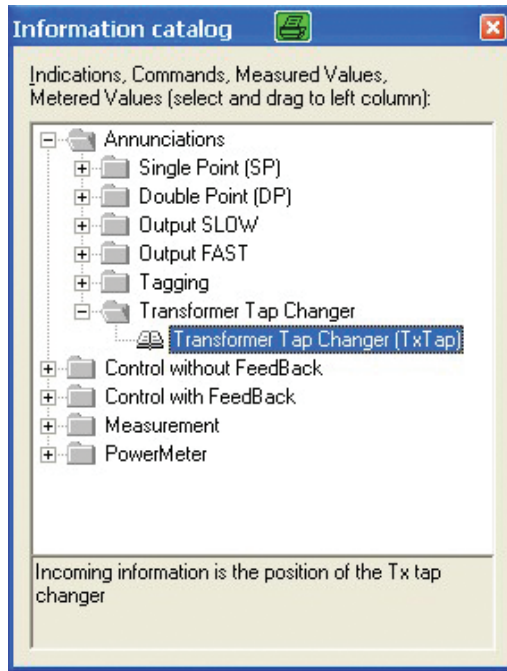 Information catalog
Indications, Commands, Measured Values,
Metered Values (select and drag to left column):
Annunciations
Single Point (SP)
Double Point (DP)
Output SLOW
Output FAST
Tagging
Transformer Tap Changer
Transformer Tap Changer (TxTap)
Control without FeedBack
Control with FeedBack
Measurement
PowerMeter
Incoming information is the position of the Tx tap
changer